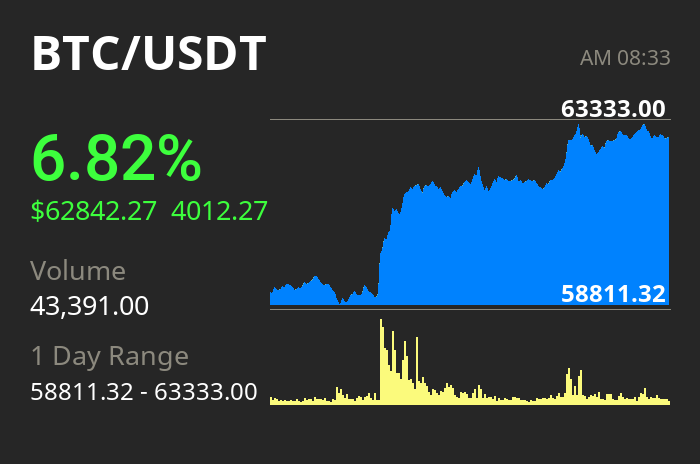 BTC/USDT
AM 08:33
63333.00
6.82%
$62842.27 4012.27
Volume
43,391.00
58811.32
1 Day Range
58811.32 - 63333.00